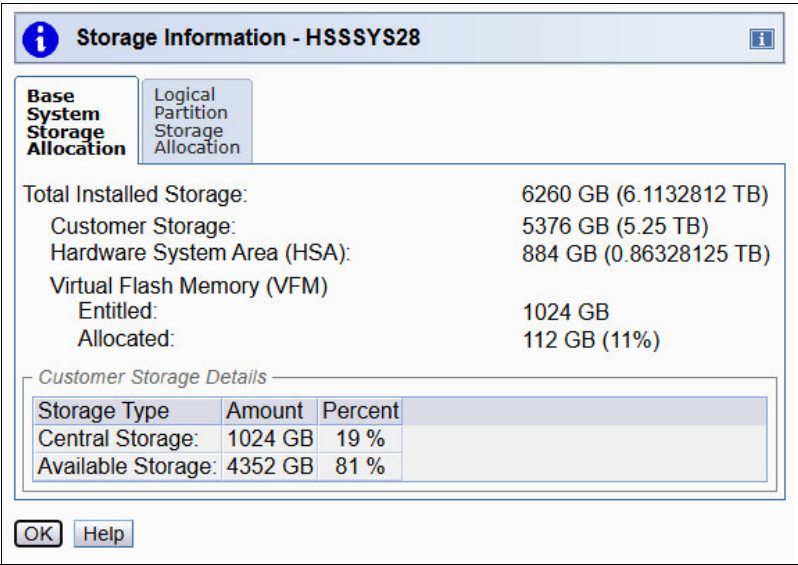 Storage Information - HSSSYS28
Base
System
Storage
Allocation
Logical
Partition
Storage
Allocation
Total Installed Storage: 6260 GB (6.1132812 TB)
Customer Storage: 5376 GB (5.25 TB)
Hardware System Area (HSA): 884 GB (0.86328125 TB)
Virtual Flash Memory (VFM)
Entitled: 1024 GB
Allocated: 112 GB (11%)
Customer Storage Details
Storage Type Amount Percent
Central Storage: 1024 GB 19 %
Available Storage: 4352 GB 81 %
OK Help